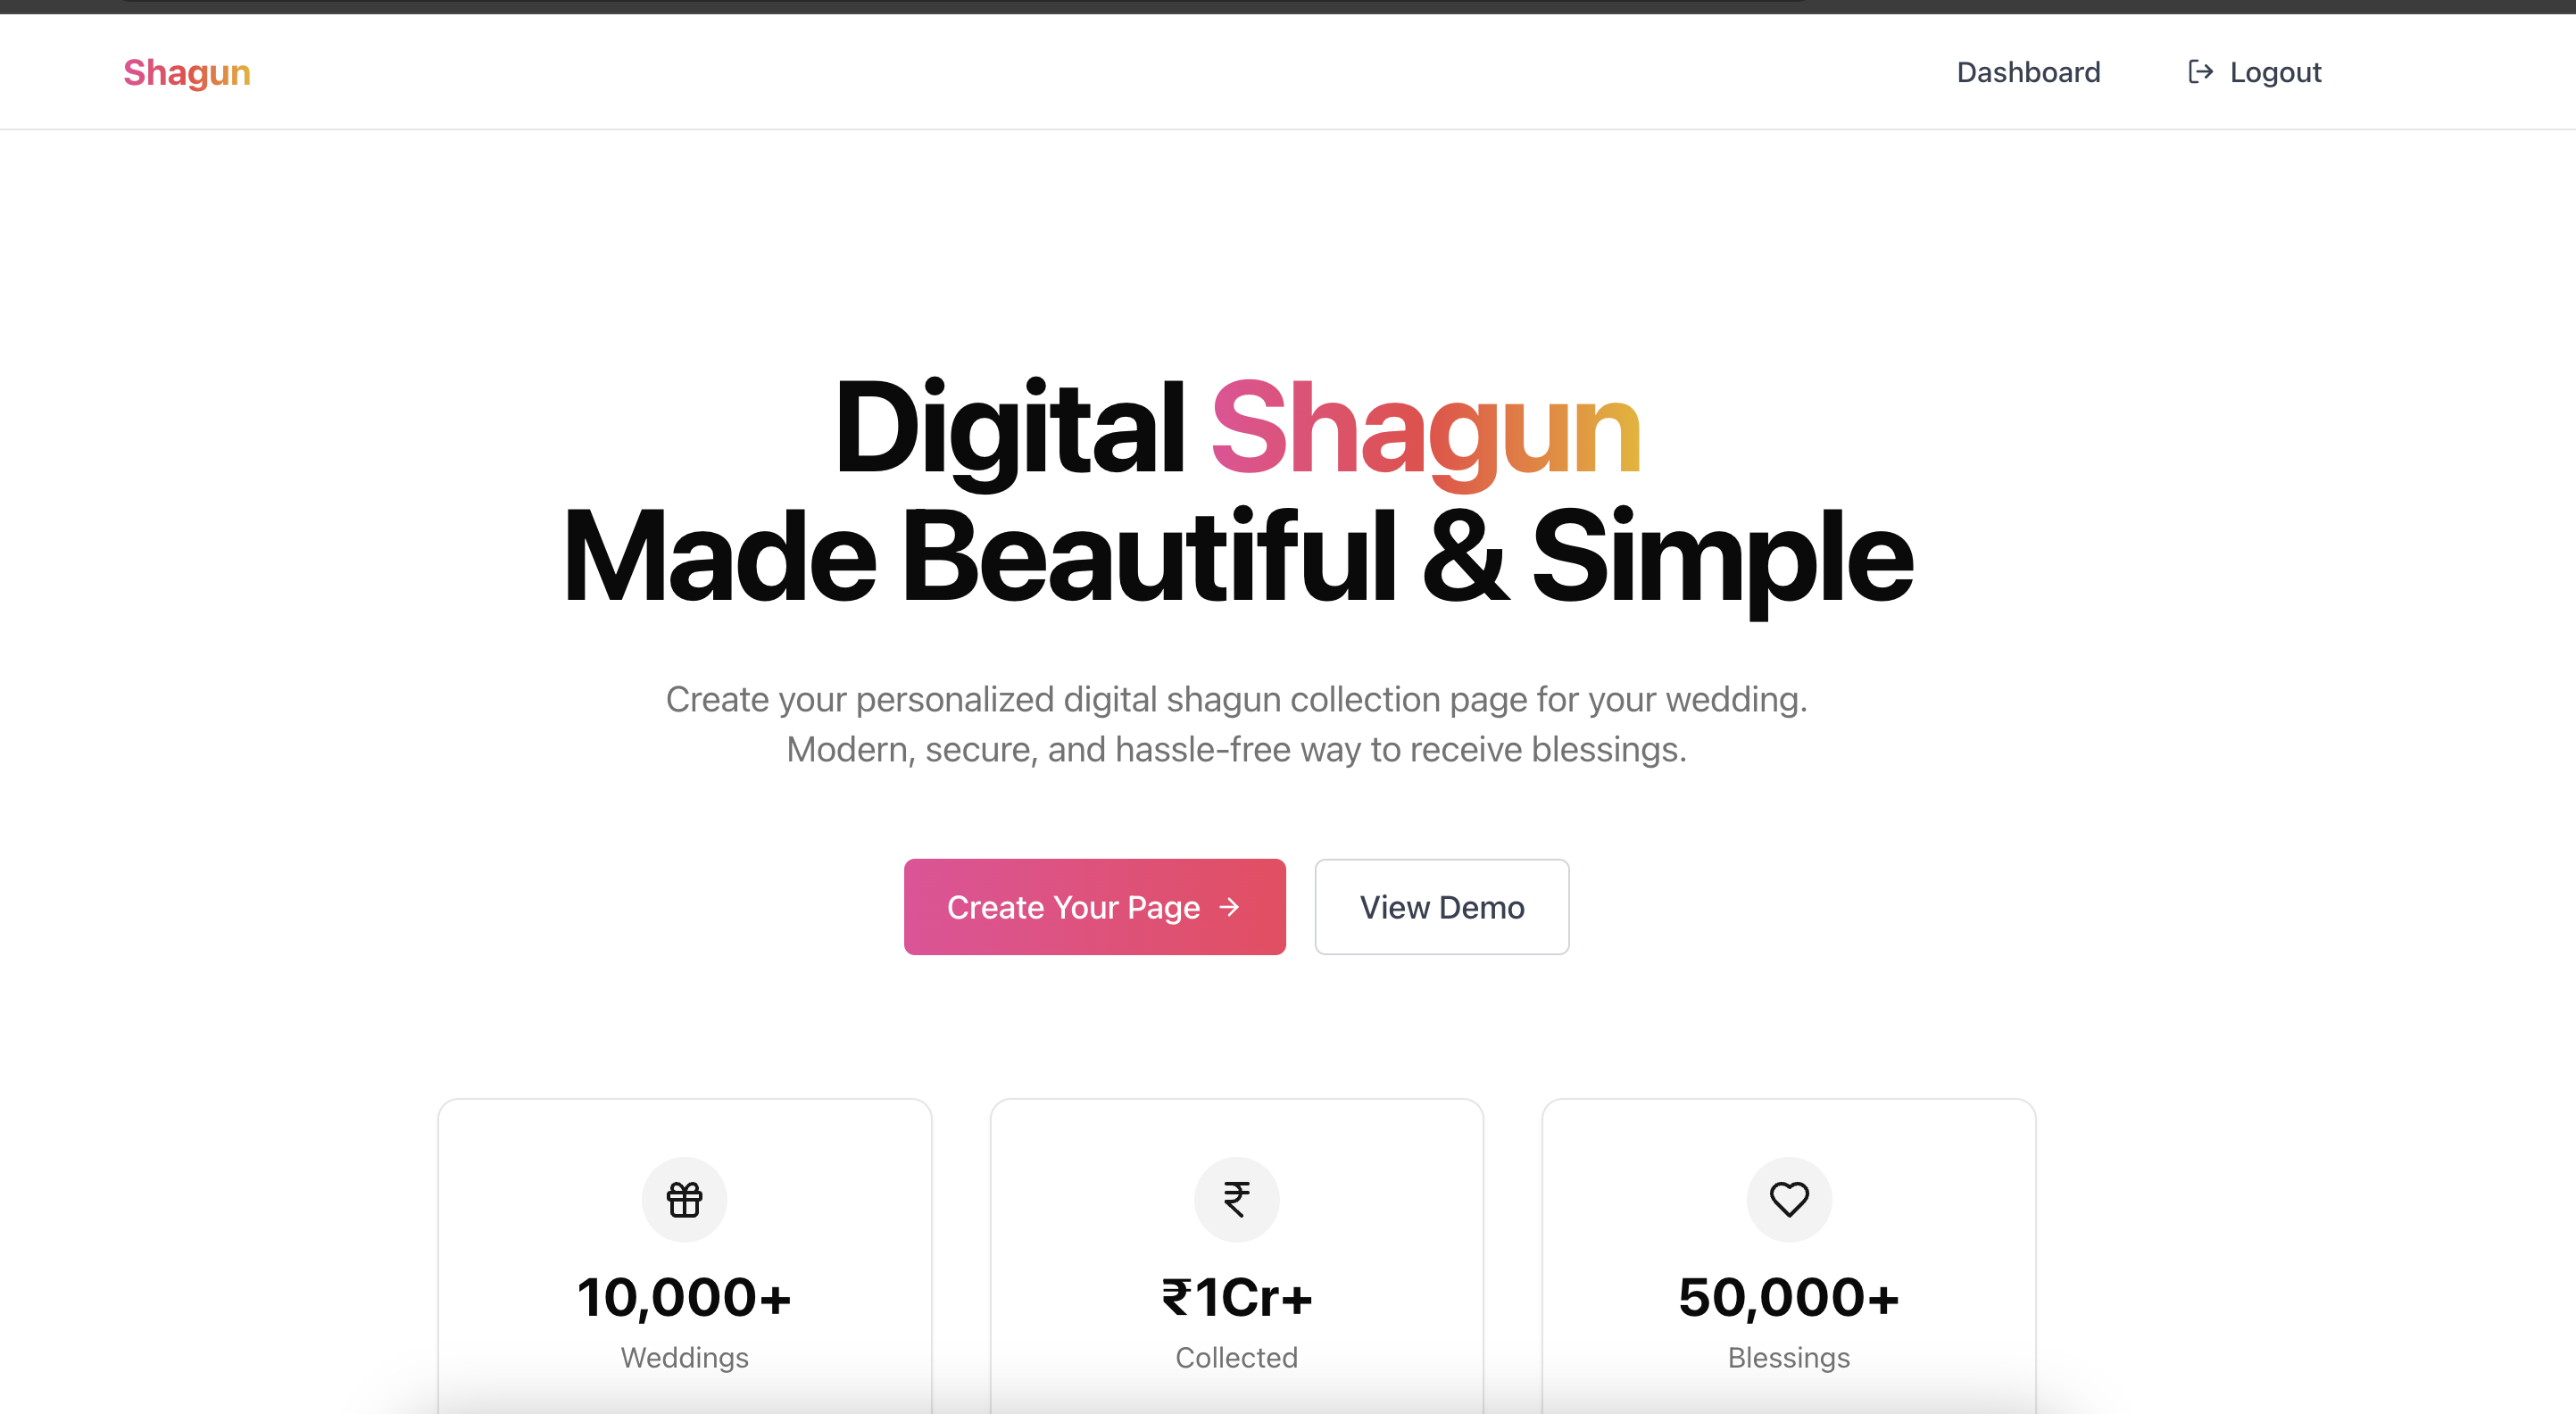 Shagun
Dashboard
Logout
Digital Shagun
Made Beautiful & Simple
Create your personalized digital shagun collection page for your wedding.
Modern, secure, and hassle-free way to receive blessings.
Create Your Page →
View Demo
₹
10,000+
₹1Cr+
50,000+
Weddings
Collected
Blessings